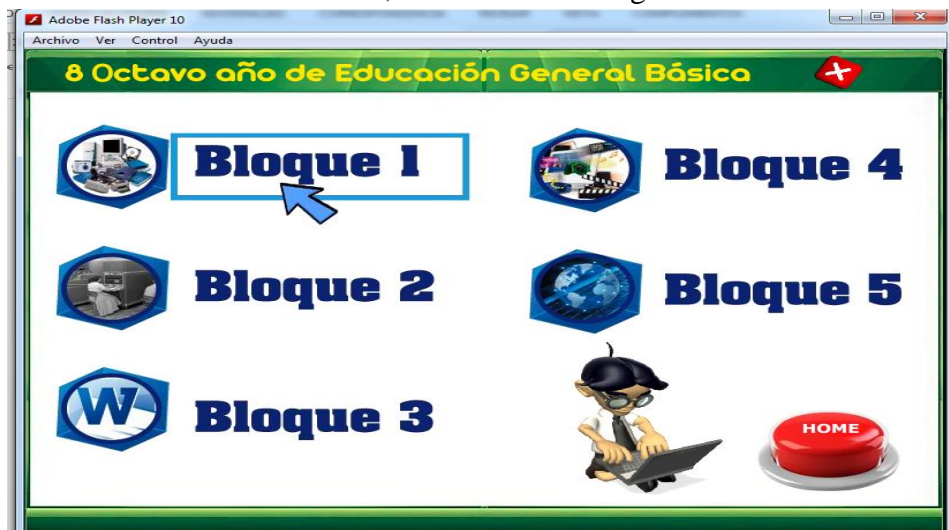 Adobe Flash Player 10
Archivo Ver Control Ayuda
8 Octavo año de Educación General Básica
Bloque 1
Bloque 4
Bloque 2
Bloque 5
W
Bloque 3
HOME